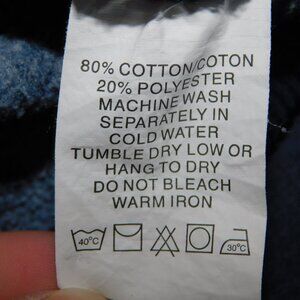 80% COTTON/COTON
20% POLYESTER
MACHINE WASH
SEPARATELY IN
COLD WATER
TUMBLE DRY LOW OR
HANG TO DRY
DO NOT BLEACH
WARM IRON
40°C 30°C